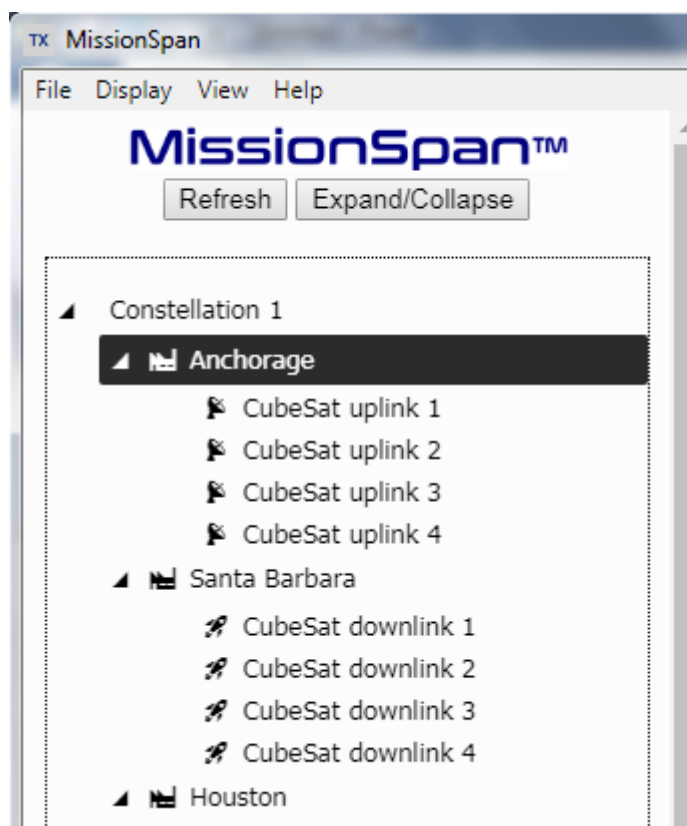 TX MissionSpan
File Display View Help
MissionSpan™
Refresh Expand/Collapse
Constellation 1
Anchorage
CubeSat uplink 1
CubeSat uplink 2
CubeSat uplink 3
CubeSat uplink 4
Santa Barbara
CubeSat downlink 1
CubeSat downlink 2
CubeSat downlink 3
CubeSat downlink 4
Houston